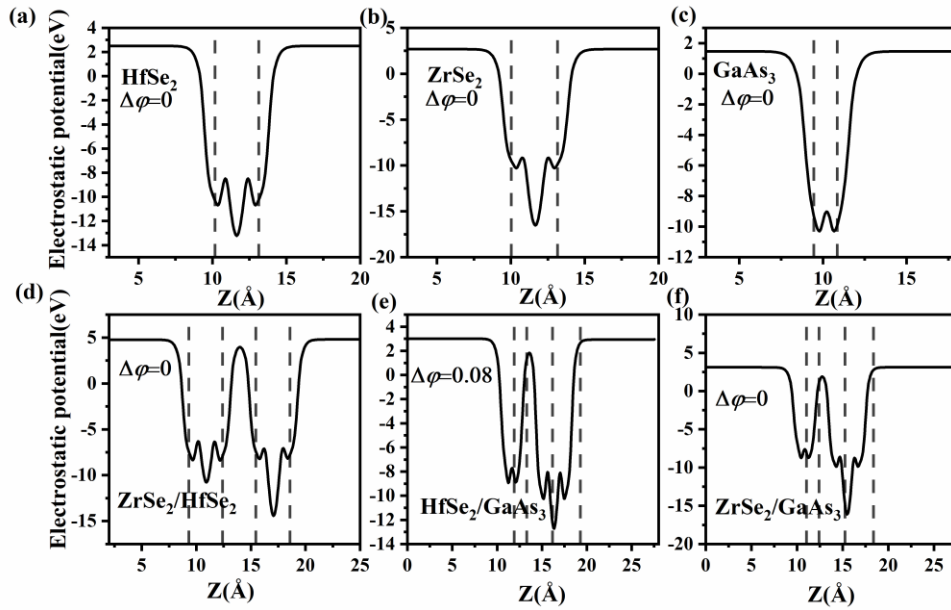 (a)
Electrostatic potential(eV)
4
2
0
-2
-4
-6
-8
-10
-12
-14
HfSe2
Δφ=0
5
10
15
20
Z(Å)
(b)
5
0
-5
-10
-15
-20
ZrSe2
Δφ=0
5
10
15
20
Z(Å)
(c)
2
0
-2
-4
-6
-8
-10
-12
GaAs3
Δφ=0
5
10
15
Z(Å)
(d)
Electrostatic potential(eV)
5
0
-5
-10
-15
Δφ=0
ZrSe2/HfSe2
5
10
15
20
25
Z(Å)
(e)
4
2
0
-2
-4
-6
-8
-10
-12
-14
Δφ=0.08
HfSe2/GaAs3
0
5
10
15
20
25
Z(Å)
(f)
10
5
0
-5
-10
-15
-20
Δφ=0
ZrSe2/GaAs3
0
5
10
15
20
25
Z(Å)